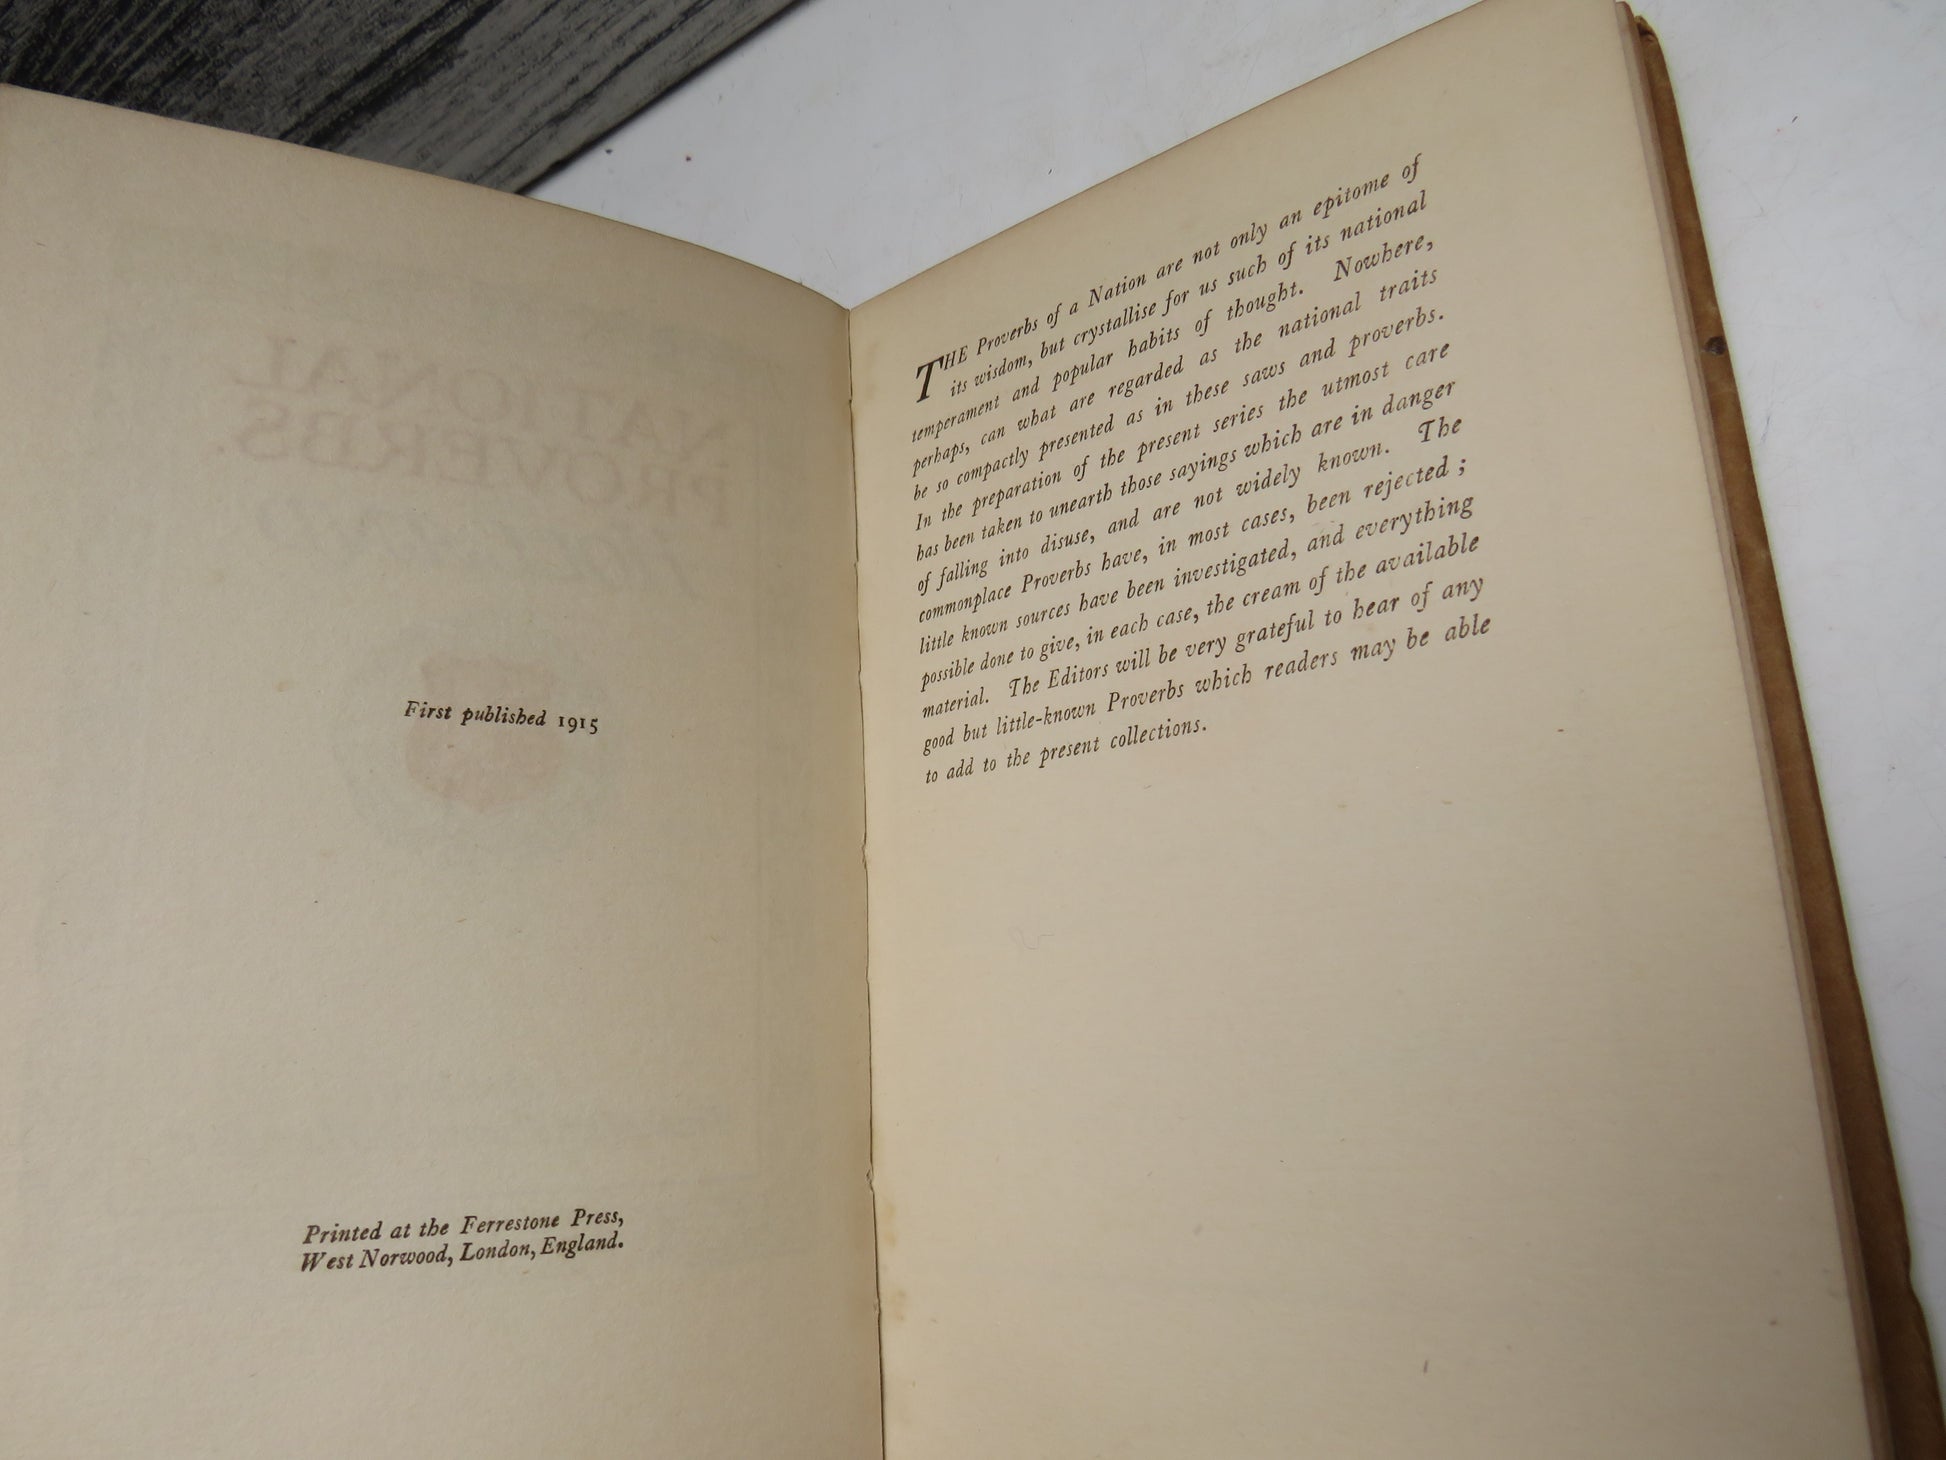 First published 1915
Printed at the Ferrestone Press,
West Norwood, London, England.
THE Proverbs of a Nation are not only an epitome of
its wisdom, but crystallise for us such of its national
temperament and popular habits of thought. Nowhere,
perhaps, can what are regarded as the national traits
be so compactly presented as in these saws and proverbs.
In the preparation of the present series the utmost care
has been taken to unearth those sayings which are in danger
of falling into disuse, and are not widely known. The
commonplace Proverbs have, in most cases, been rejected ;
little known sources have been investigated, and everything
possible done to give, in each case, the cream of the available
material. The Editors will be very grateful to hear of any
good but little-known Proverbs which readers may be able
to add to the present collections.